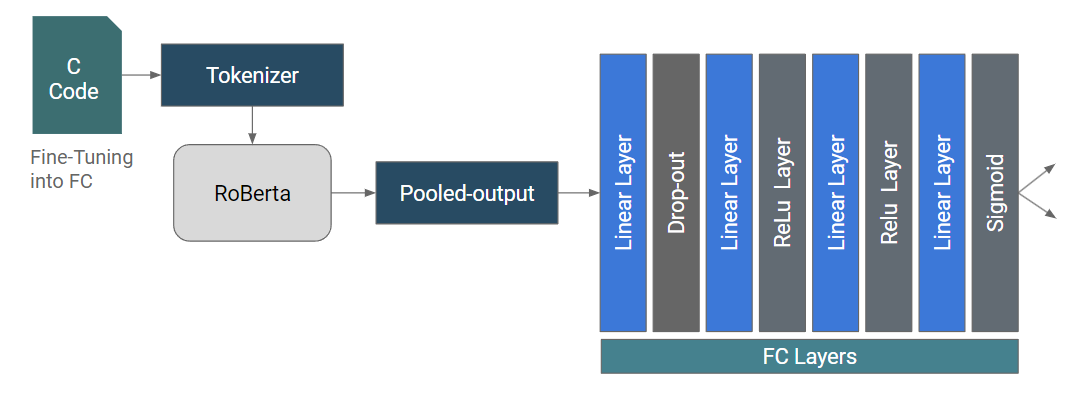 C
Code
Tokenizer
Fine-Tuning
into FC
RoBerta
Pooled-output
Linear Layer
Drop-out
Linear Layer
ReLu Layer
Linear Layer
Relu Layer
Linear Layer
Sigmoid
FC Layers